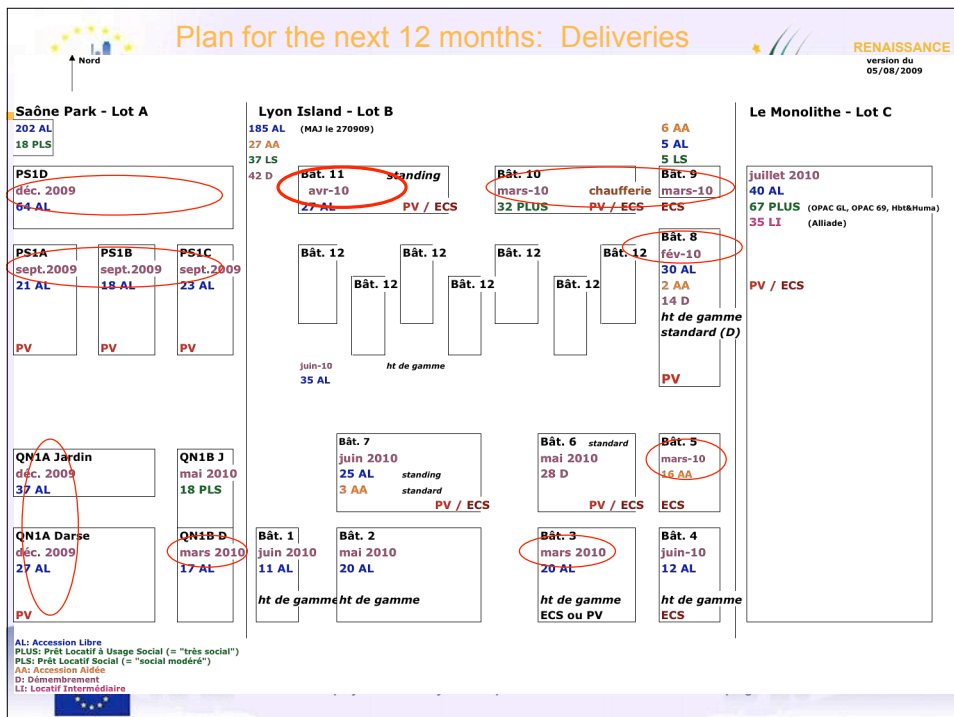 Plan for the next 12 months: Deliveries
RENAISSANCE
Nord
version du
05/08/2009
Saône Park - Lot A
202 AL
18 PLS
PS1D
déc. 2009
64 AL
PS1A
sept.2009
21 AL
PV
PS1B
sept.2009
18 AL
PV
PS1C
sept.2009
23 AL
PV
QN1A Jardin
déc. 2009
37 AL
QN1B J
mai 2010
18 PLS
QN1A Darse
déc. 2009
27 AL
PV
QN1B D
mars 2010
17 AL
Lyon Island - Lot B
185 AL (MAJ le 270909)
27 AA
37 LS
42 D
6 AA
5 AL
5 LS
Bât. 11 standing
avr-10
27 AL PV / ECS
Bât. 10
mars-10 chaufferie
32 PLUS PV / ECS
Bât. 9
mars-10
ECS
Bât. 12
Bât. 12
Bât. 12
Bât. 12
Bât. 12
Bât. 12
Bât. 12
juin-10 ht de gamme
35 AL
Bât. 8
fév-10
30 AL
2 AA
14 D
ht de gamme
standard (D)
PV
Bât. 7
juin 2010
25 AL standing
3 AA standard
PV / ECS
Bât. 6 standard
mai 2010
28 D
PV / ECS
Bât. 5
mars-10
16 AA
ECS
Bât. 1
juin 2010
11 AL
ht de gamme
Bât. 2
mai 2010
20 AL
ht de gamme
Bât. 3
mars 2010
20 AL
ht de gamme
ECS ou PV
Bât. 4
juin-10
12 AL
ht de gamme
ECS
Le Monolithe - Lot C
juillet 2010
40 AL
67 PLUS (OPAC GL, OPAC 69, Hbt&Huma)
35 LI (Alliade)
PV / ECS
AL: Accession Libre
PLUS: Prêt Locatif à Usage Social (= "très social")
PLS: Prêt Locatif Social (= "social modéré")
AA: Accession Aidée
D: Démembrement
LI: Locatif Intermédiaire